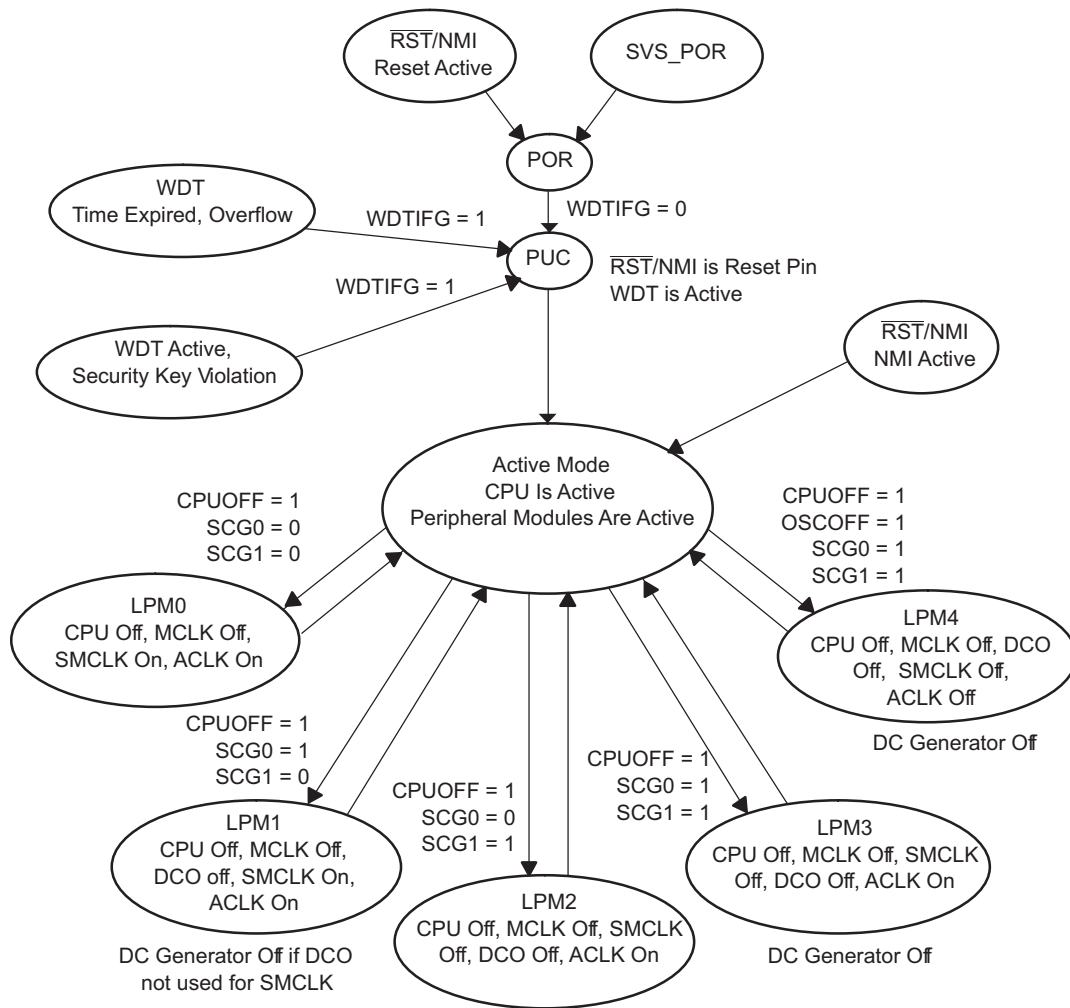 RST/NMI
Reset Active
SVS_POR
POR
WDTIFG = 0
WDT
Time Expired, Overflow
WDTIFG = 1
PUC
RST/NMI is Reset Pin
WDT is Active
WDTIFG = 1
WDT Active,
Security Key Violation
RST/NMI
NMI Active
Active Mode
CPU Is Active
Peripheral Modules Are Active
CPUOFF = 1
SCG0 = 0
SCG1 = 0
CPUOFF = 1
OSCOFF = 1
SCG0 = 1
SCG1 = 1
LPM0
CPU Off, MCLK Off,
SMCLK On, ACLK On
LPM4
CPU Off, MCLK Off, DCO
Off, SMCLK Off,
ACLK Off
DC Generator Off
CPUOFF = 1
SCG0 = 1
SCG1 = 0
CPUOFF = 1
SCG0 = 0
SCG1 = 1
CPUOFF = 1
SCG0 = 1
SCG1 = 1
LPM1
CPU Off, MCLK Off,
DCO off, SMCLK On,
ACLK On
DC Generator Off if DCO
not used for SMCLK
LPM2
CPU Off, MCLK Off, SMCLK
Off, DCO Off, ACLK On
LPM3
CPU Off, MCLK Off, SMCLK
Off, DCO Off, ACLK On
DC Generator Off